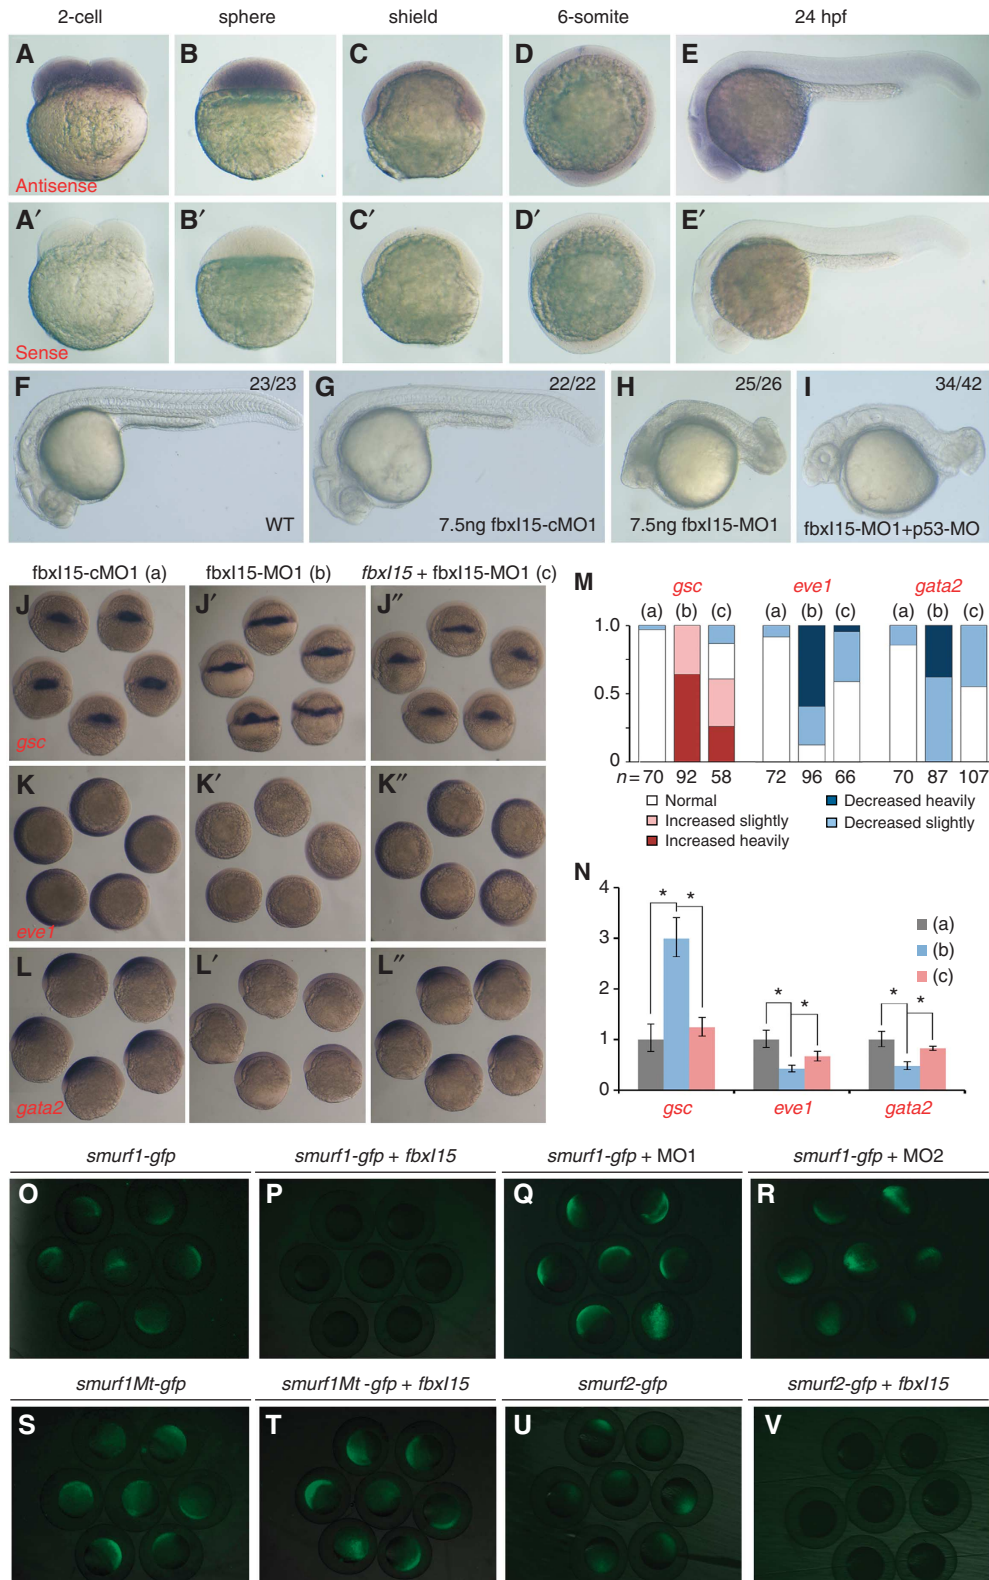 2-cell sphere shield 6-somite 24 hpf
A B C D E
Antisense
A′ B′ C′ D′ E′
Sense
F 23/23 G 22/22 H 25/26 I 34/42
WT 7.5ng fbxl15-cMO1 7.5ng fbxl15-MO1 fbxl15-MO1+p53-MO
fbxl15-cMO1 (a) fbxl15-MO1 (b) fbxl15 + fbxl15-MO1 (c)
J J′ J″
gsc
K K′ K″
eve1
L L′ L″
gata2
M
gsc eve1 gata2
(a) (b) (c) (a) (b) (c) (a) (b) (c)
1.0
0.5
0
n= 70 92 58 72 96 66 70 87 107
Normal Decreased heavily
Increased slightly Decreased slightly
Increased heavily
N
4
3
2
1
0
* * * * * *
(a)
(b)
(c)
gsc eve1 gata2
smurf1-gfp smurf1-gfp + fbxl15 smurf1-gfp + MO1 smurf1-gfp + MO2
O P Q R
smurf1Mt-gfp smurf1Mt -gfp + fbxl15 smurf2-gfp smurf2-gfp + fbxl15
S T U V